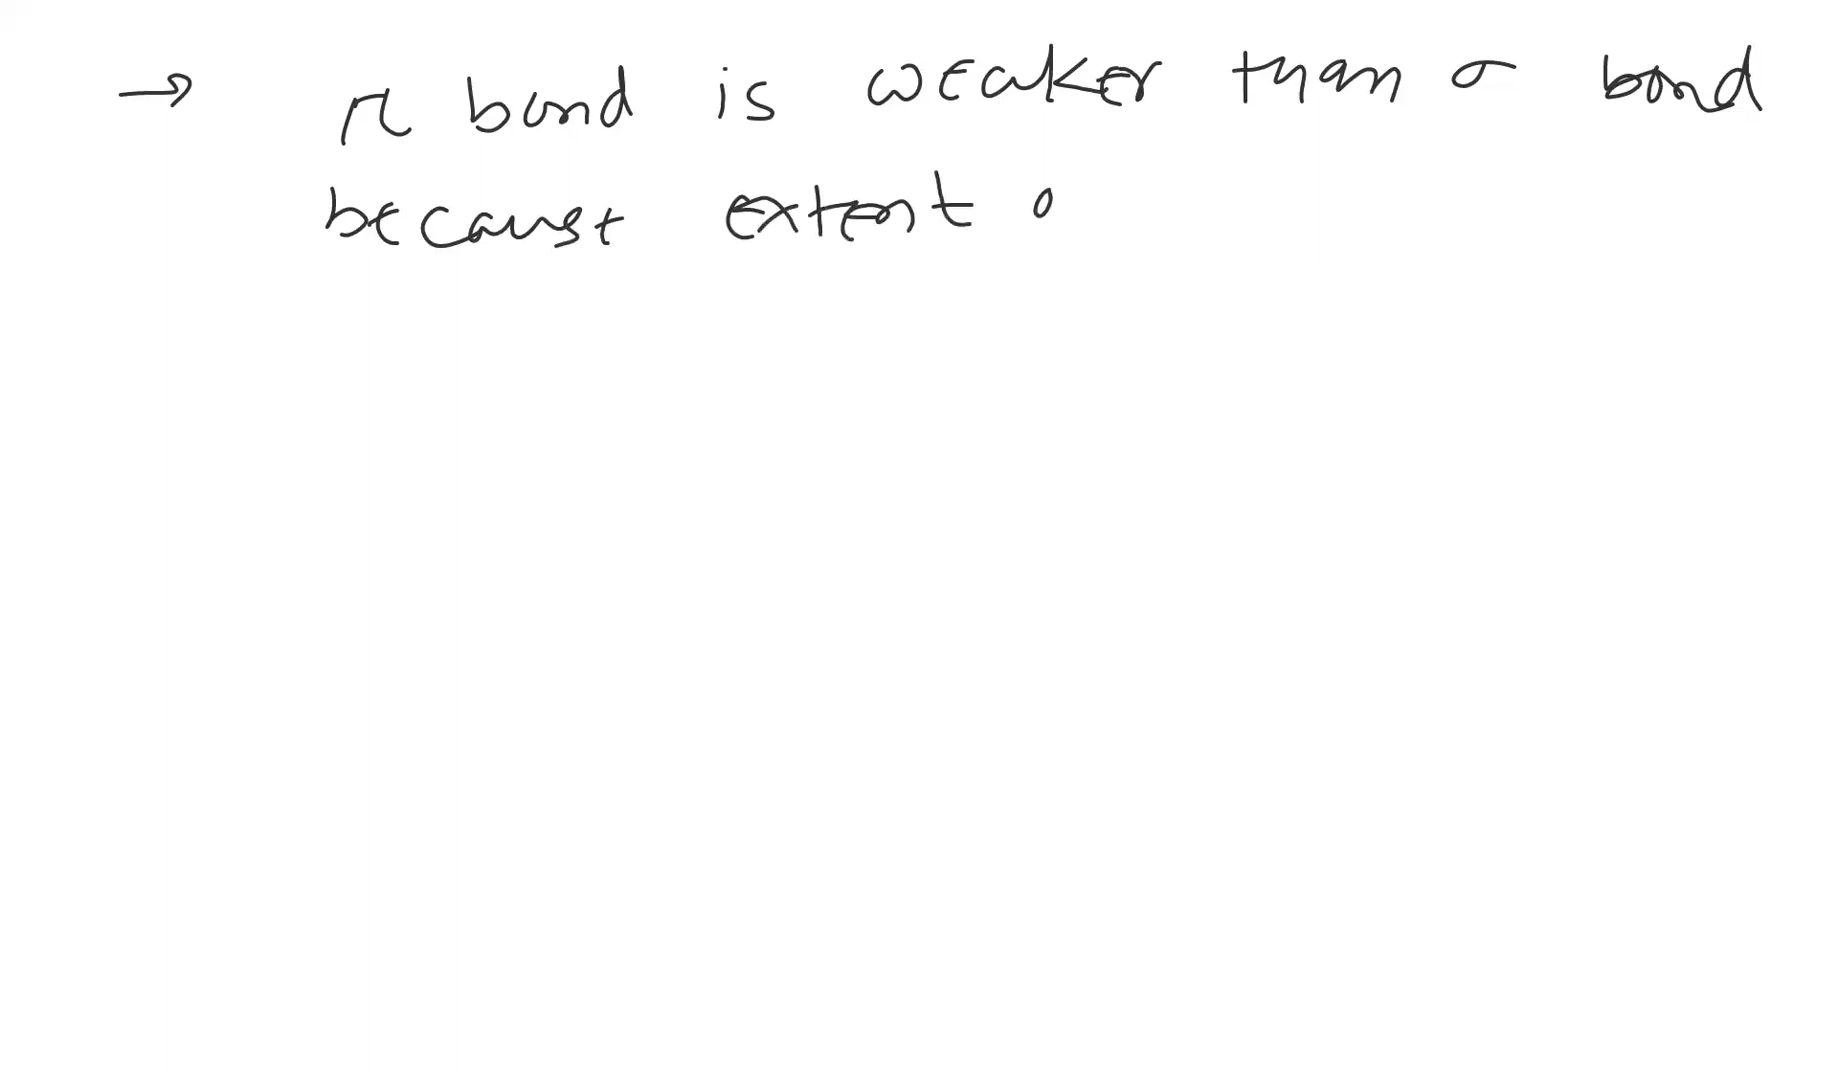 → π bond is weaker than σ bond
because extent o